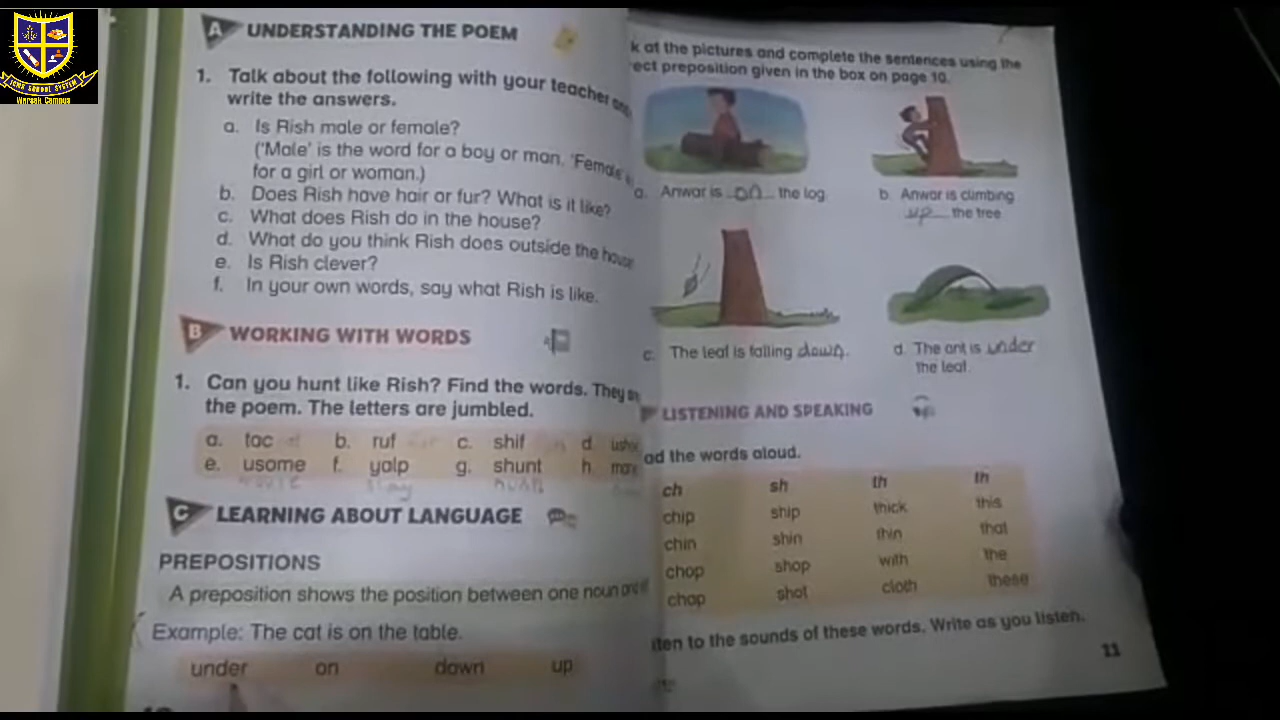 A UNDERSTANDING THE POEM
1. Talk about the following with your teacher and
write the answers.
a. Is Rish male or female?
('Male' is the word for a boy or man. 'Female'
for a girl or woman.)
b. Does Rish have hair or fur? What is it like?
c. What does Rish do in the house?
d. What do you think Rish does outside the house
e. Is Rish clever?
f. In your own words, say what Rish is like.
B WORKING WITH WORDS
1. Can you hunt like Rish? Find the words. They
the poem. The letters are jumbled.
a. tac b. ruf c. shif d.
e. usome f. yalp g. shunt h.
C LEARNING ABOUT LANGUAGE
PREPOSITIONS
A preposition shows the position between one noun
Example: The cat is on the table.
under on down up
k at the pictures and complete the sentences using the
ect preposition given in the box on page 10.
a. Anwar is on the log.
b. Anwar is climbing
up the tree
c. The leaf is falling down.
d. The ant is under
the leaf.
LISTENING AND SPEAKING
ad the words aloud.
ch sh th th
chip ship thick this
chin shin thin that
chop shop with the
chap shot cloth these
ten to the sounds of these words. Write as you listen.
11
SCHOOL SYSTEM
Warsak Campus